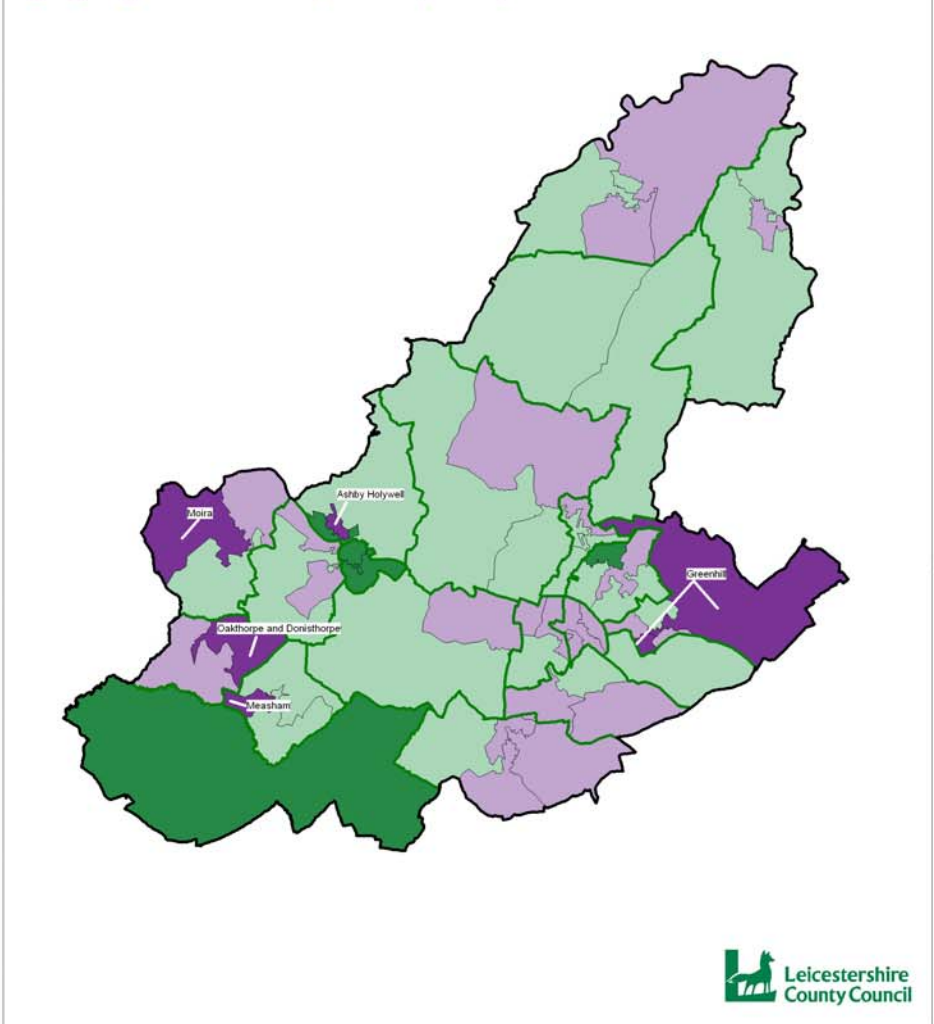 Ashby Holywell
Moira
Greenhill
Oakthorpe and Donisthorpe
Measham
Leicestershire
County Council